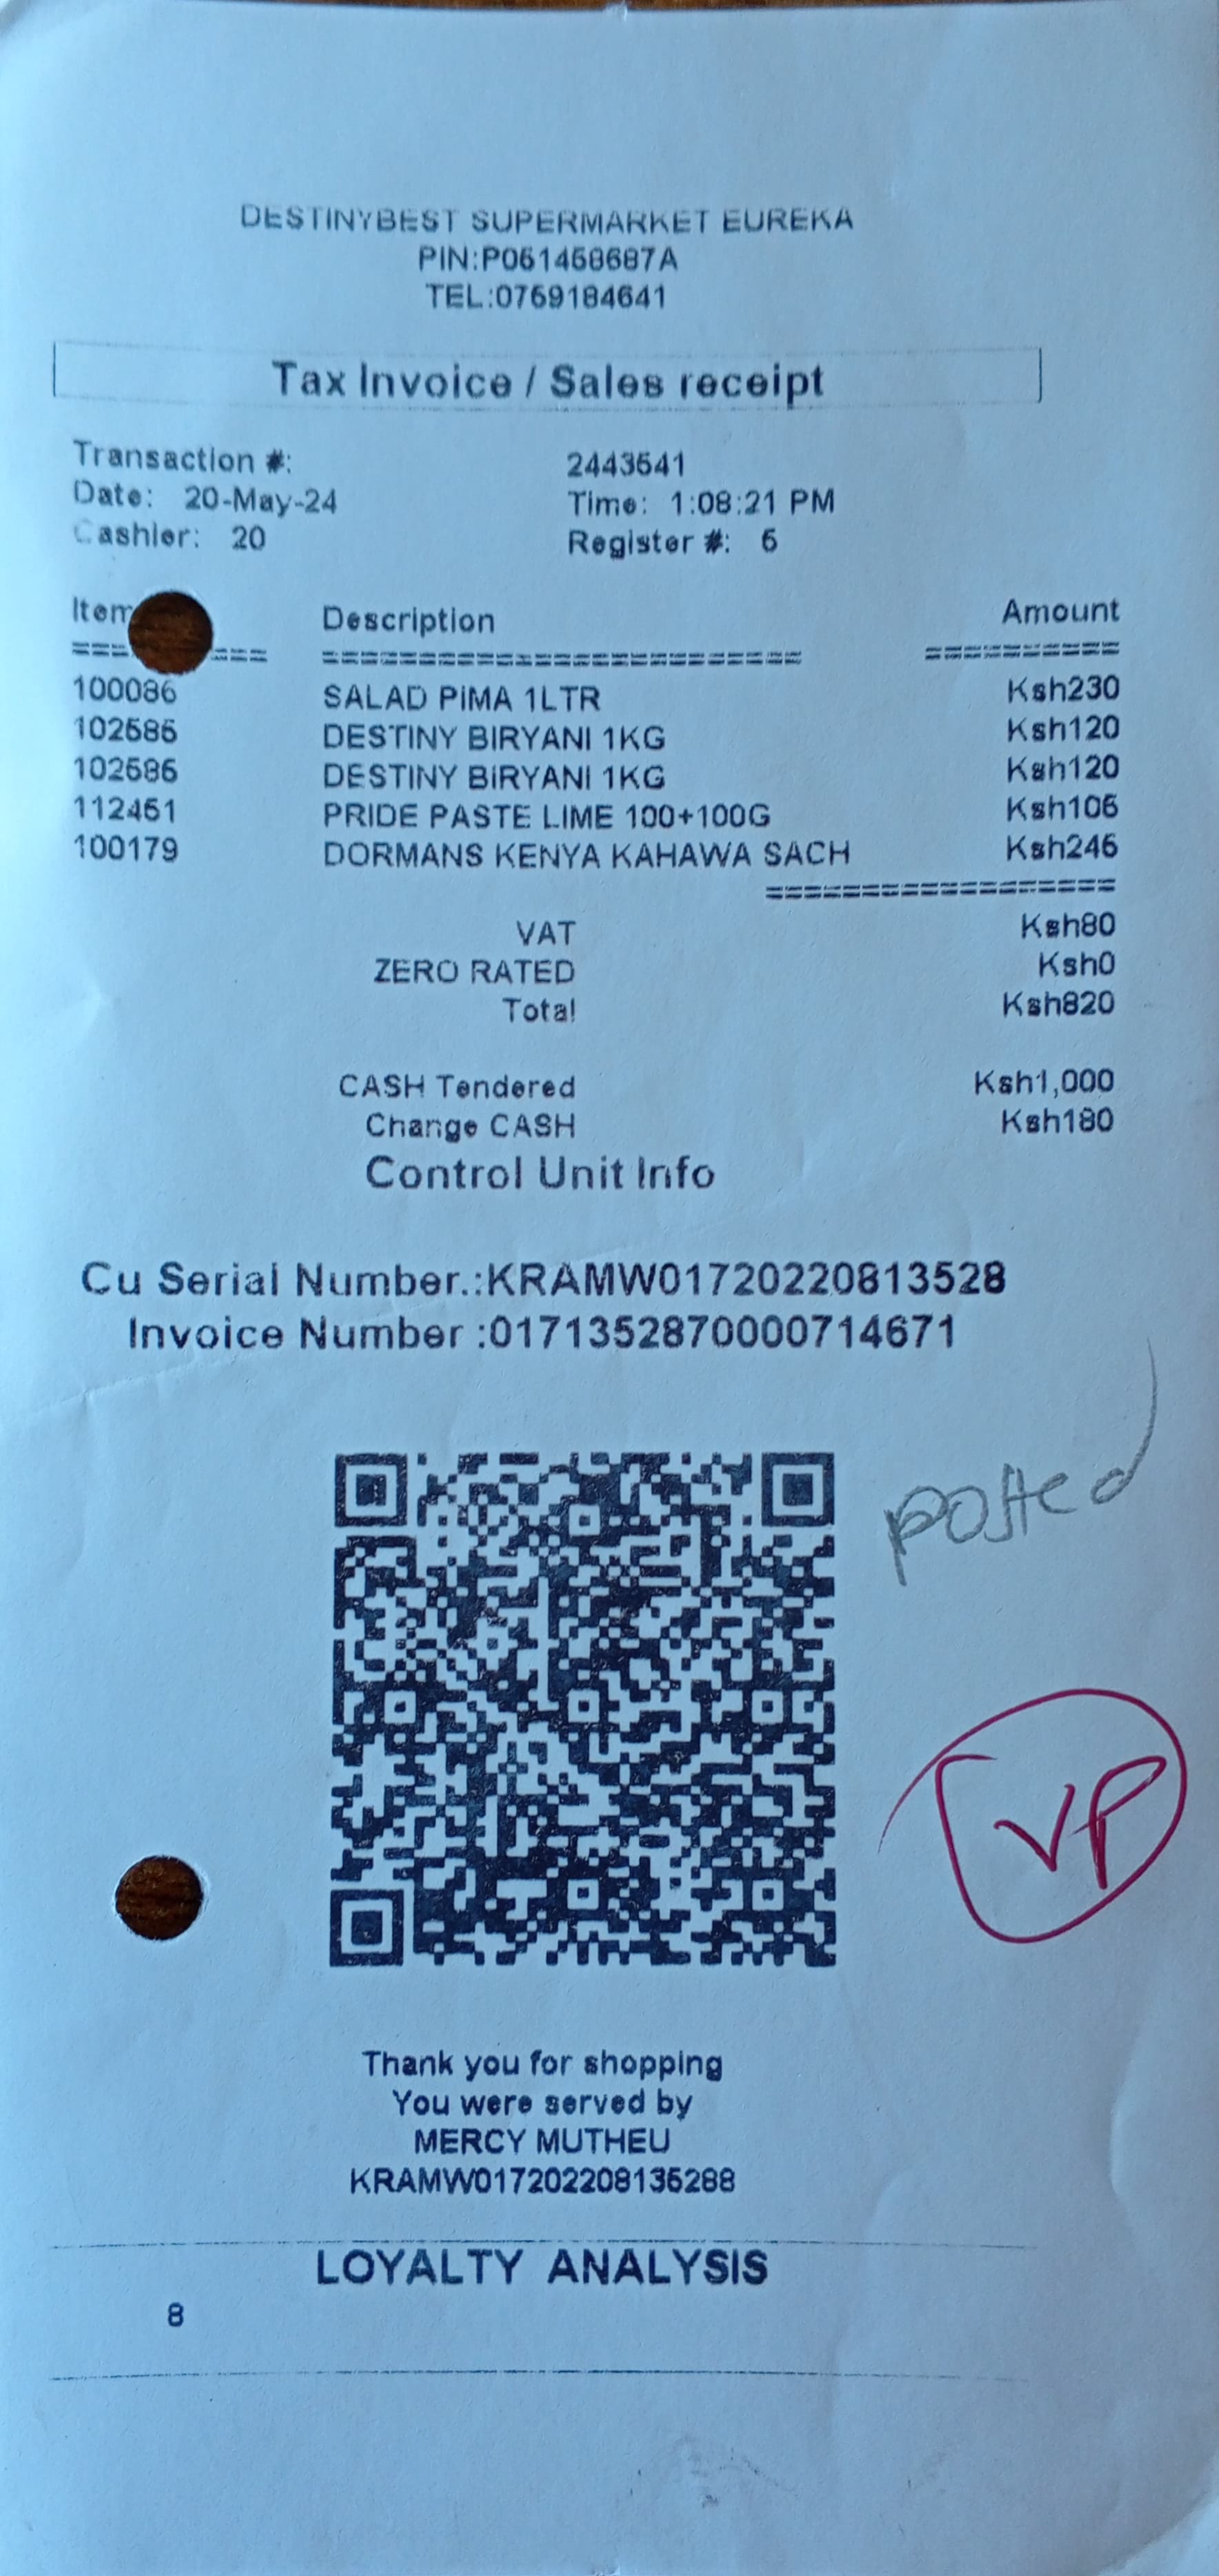 DESTINYBEST SUPERMARKET EUREKA
PIN:P051458687A
TEL:0759184641
Tax Invoice / Sales receipt
Transaction #: 2443541
Date: 20-May-24 Time: 1:08:21 PM
Cashier: 20 Register #: 6
Item Description Amount
100086 SALAD PIMA 1LTR Ksh230
102585 DESTINY BIRYANI 1KG Ksh120
102585 DESTINY BIRYANI 1KG Ksh120
112451 PRIDE PASTE LIME 100+100G Ksh105
100179 DORMANS KENYA KAHAWA SACH Ksh245
VAT Ksh80
ZERO RATED Ksh0
Total Ksh820
CASH Tendered Ksh1,000
Change CASH Ksh180
Control Unit Info
Cu Serial Number.:KRAMW01720220813528
Invoice Number :0171352870000714671
posted
VP
Thank you for shopping
You were served by
MERCY MUTHEU
KRAMW017202208135288
LOYALTY ANALYSIS
8